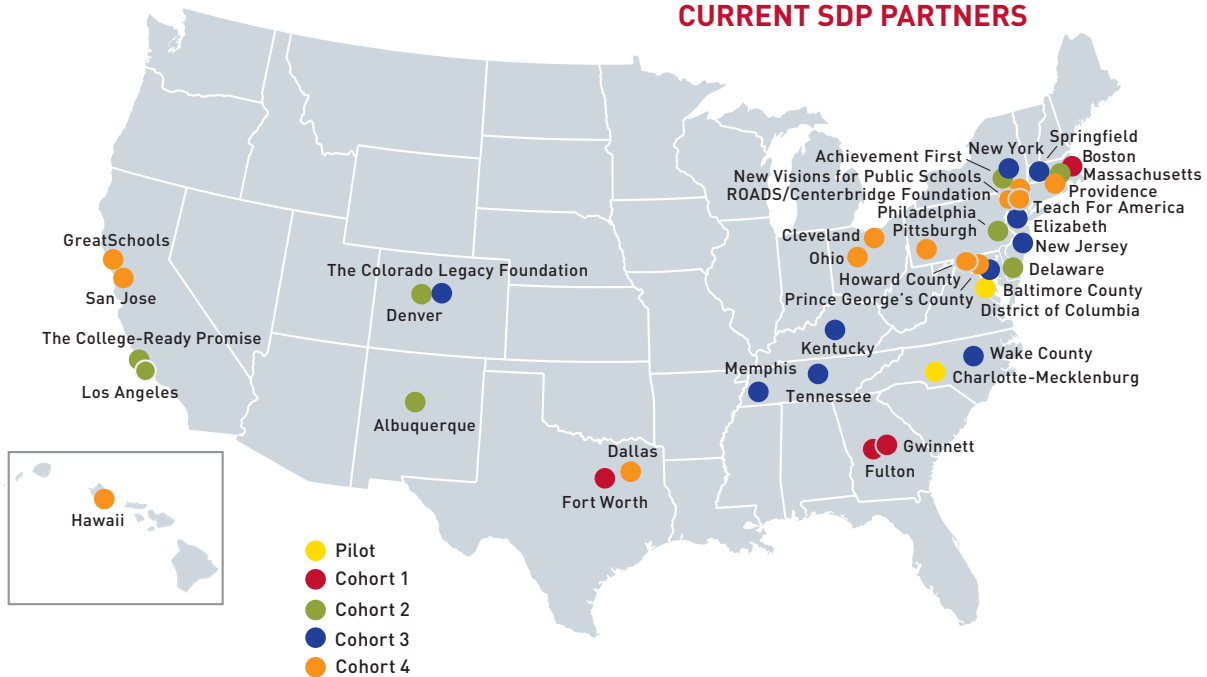 CURRENT SDP PARTNERS
Springfield
New York
Boston
Achievement First
Massachusetts
New Visions for Public Schools
Providence
ROADS/Centerbridge Foundation
Teach For America
Philadelphia
Elizabeth
Pittsburgh
Cleveland
New Jersey
Ohio
Delaware
Howard County
Baltimore County
Prince George's County
District of Columbia
GreatSchools
San Jose
The Colorado Legacy Foundation
Denver
The College-Ready Promise
Los Angeles
Kentucky
Wake County
Memphis
Charlotte-Mecklenburg
Tennessee
Albuquerque
Dallas
Gwinnett
Fulton
Fort Worth
Hawaii
Pilot
Cohort 1
Cohort 2
Cohort 3
Cohort 4